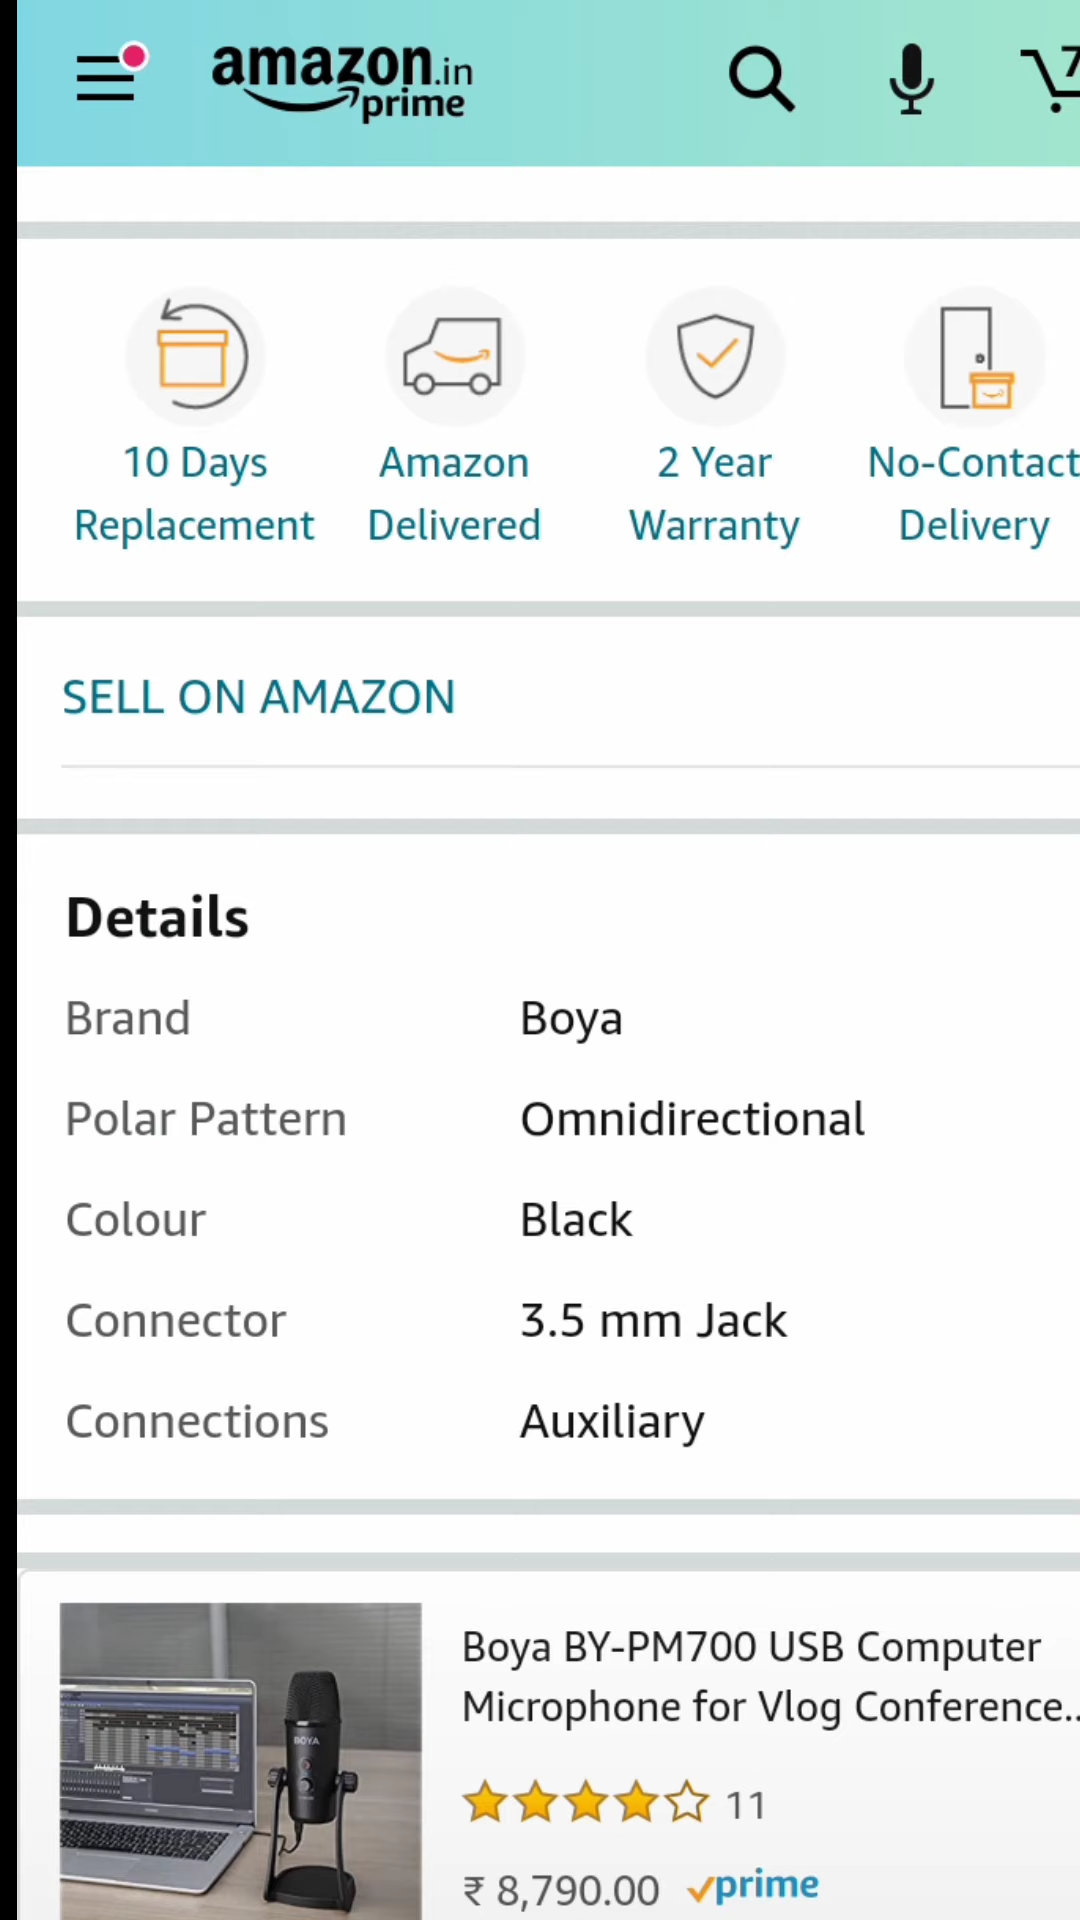 amazon.in
prime
7
10 Days
Replacement
Amazon
Delivered
2 Year
Warranty
No-Contact
Delivery
SELL ON AMAZON
Details
Brand Boya
Polar Pattern Omnidirectional
Colour Black
Connector 3.5 mm Jack
Connections Auxiliary
Boya BY-PM700 USB Computer
Microphone for Vlog Conference..
BOYA
11
₹ 8,790.00 prime